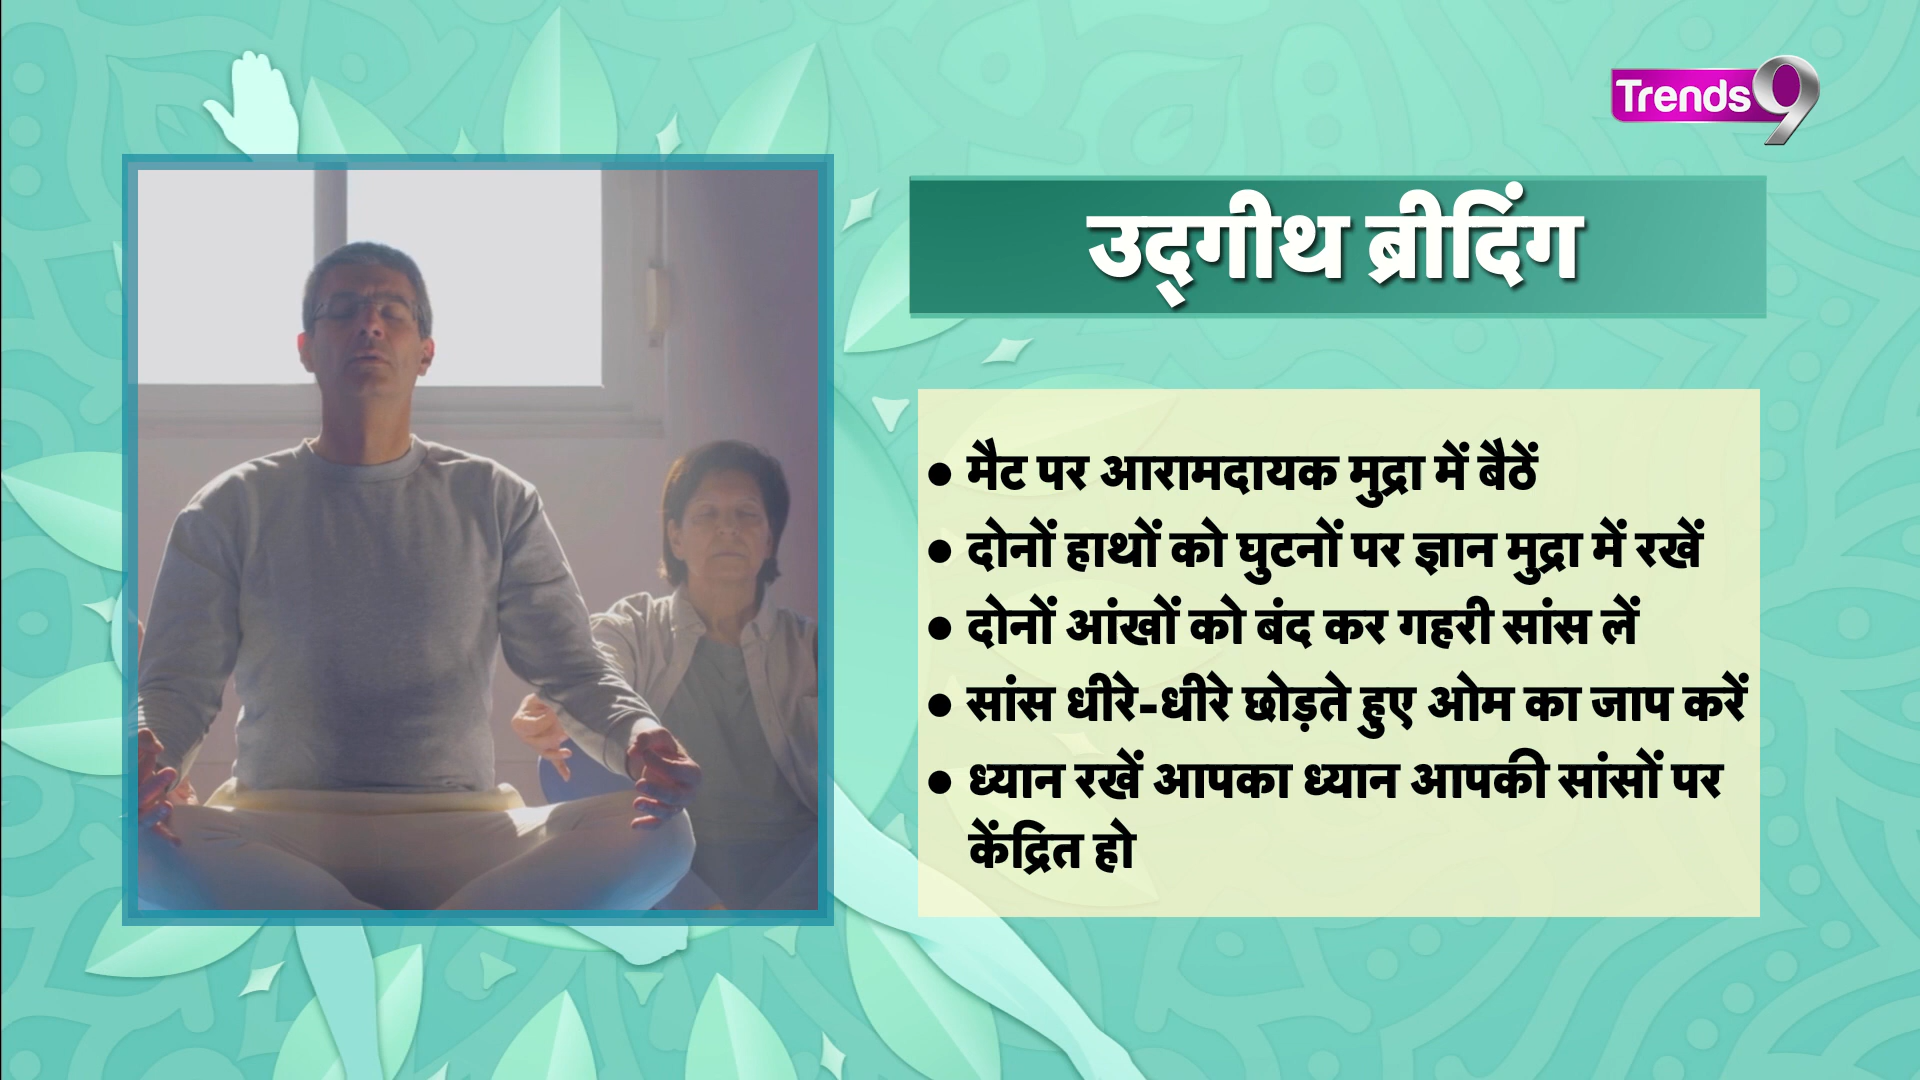 Trends9
उद्‌गीथ ब्रीदिंग
• मैट पर आरामदायक मुद्रा में बैठें
• दोनों हाथों को घुटनों पर ज्ञान मुद्रा में रखें
• दोनों आंखों को बंद कर गहरी सांस लें
• सांस धीरे-धीरे छोड़ते हुए ओम का जाप करें
• ध्यान रखें आपका ध्यान आपकी सांसों पर
केंद्रित हो